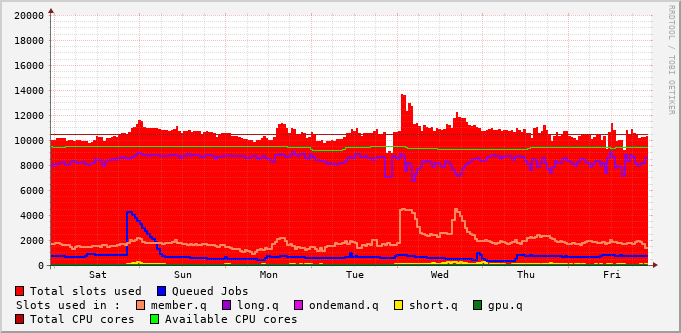 20000
18000
16000
14000
12000
10000
8000
6000
4000
2000
0
Sat Sun Mon Tue Wed Thu Fri
RRDTOOL / TOBI OETIKER
Total slots used Queued Jobs
Slots used in : member.q long.q ondemand.q short.q gpu.q
Total CPU cores Available CPU cores